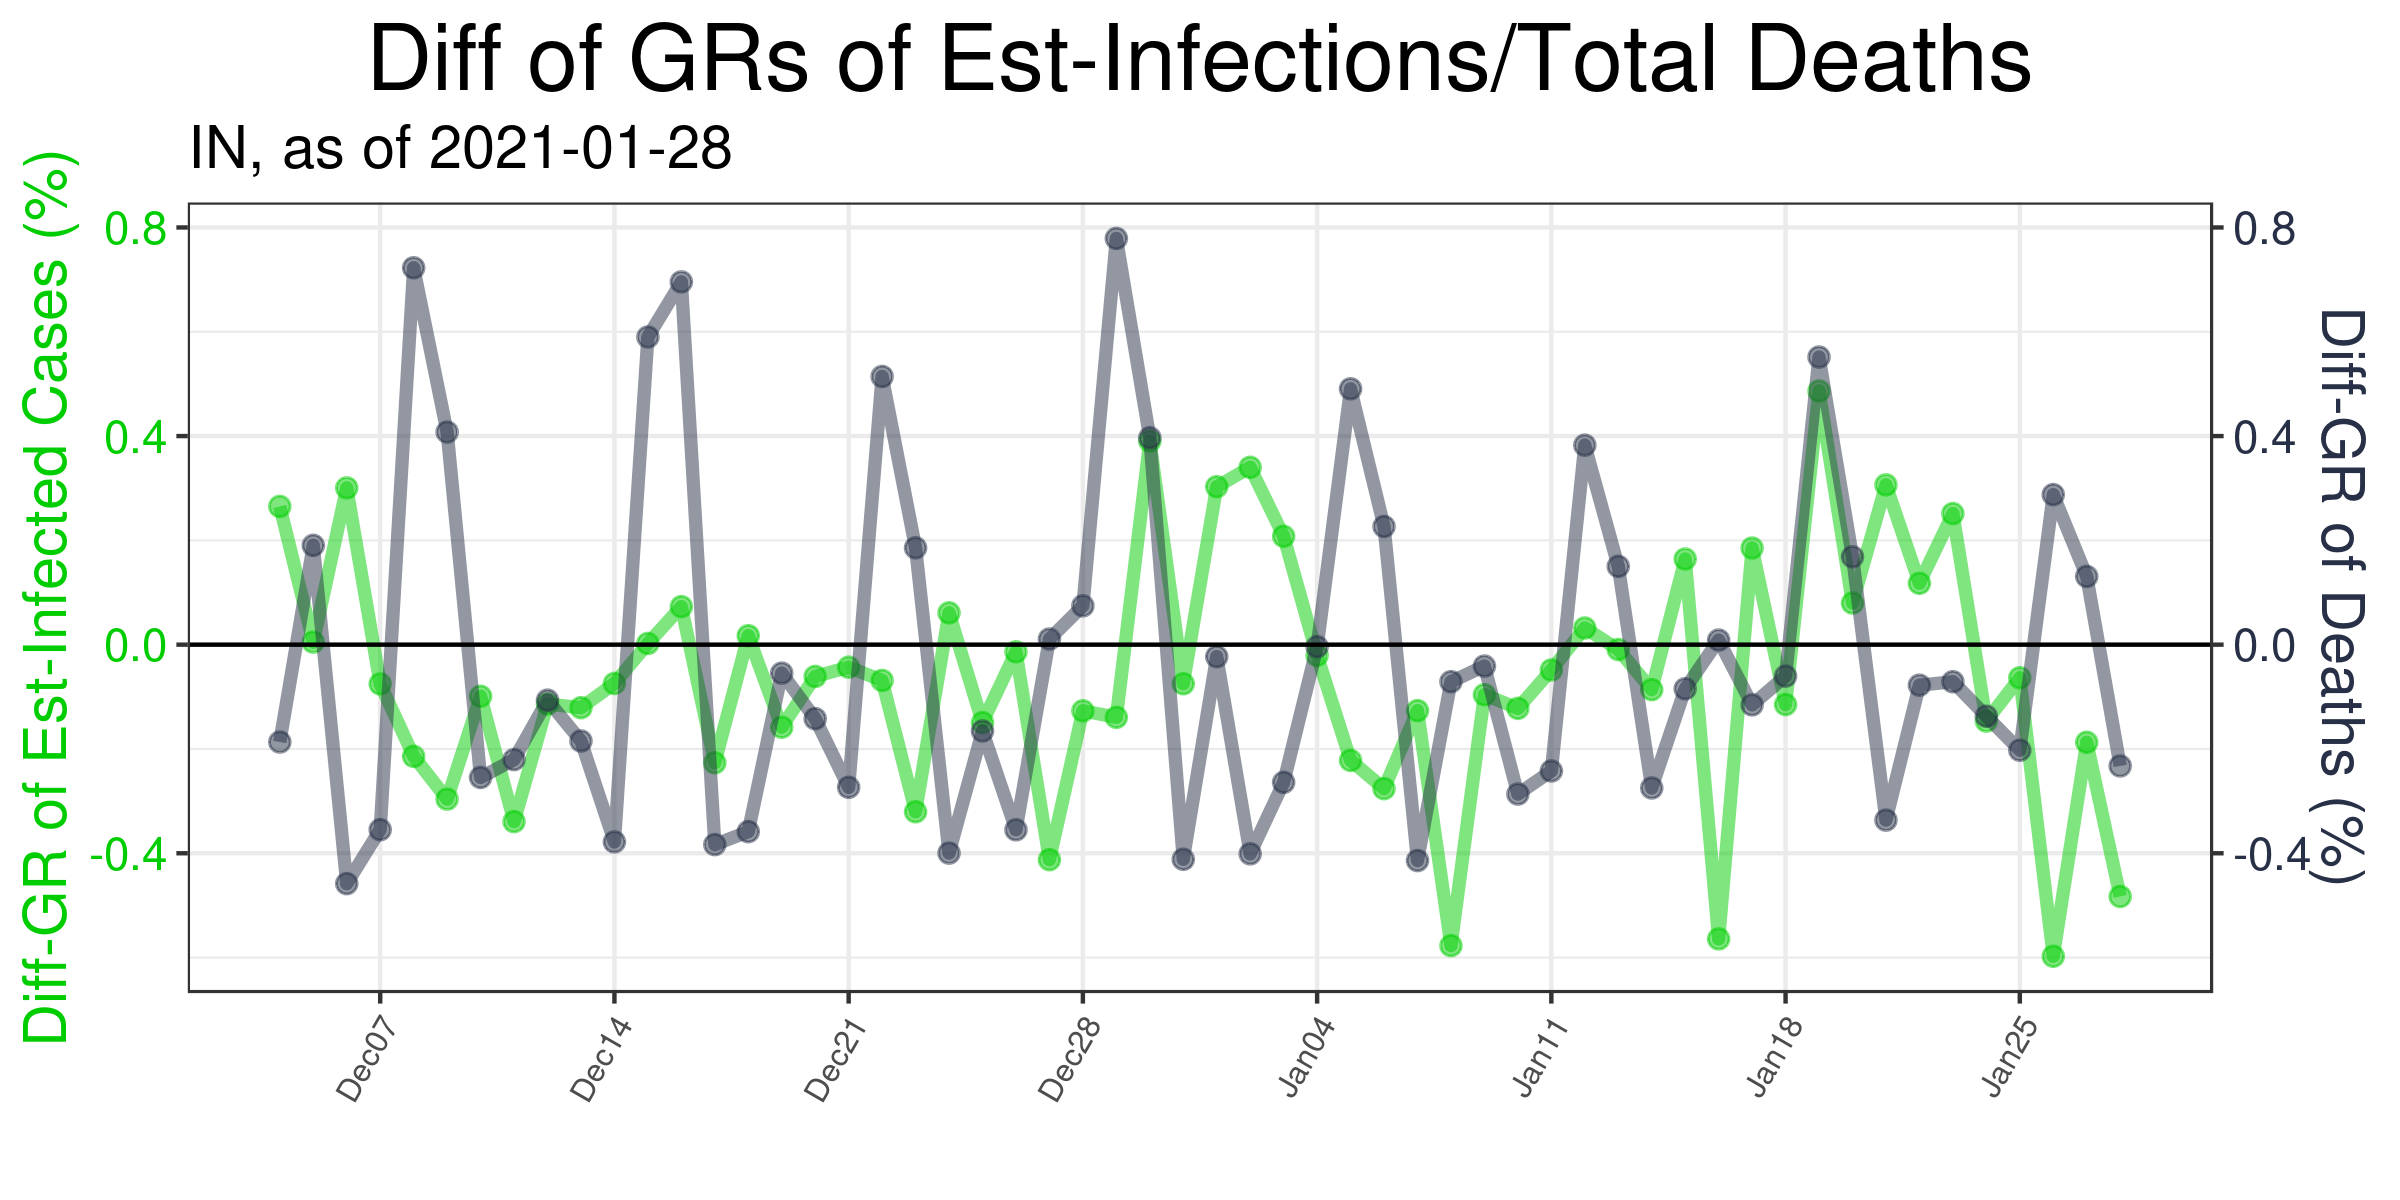 Diff of GRs of Est-Infections/Total Deaths
IN, as of 2021-01-28
Diff-GR of Est-Infected Cases (%)
0.8
0.4
0.0
-0.4
0.8
0.4
0.0
-0.4
Diff-GR of Deaths (%)
Dec07
Dec14
Dec21
Dec28
Jan04
Jan11
Jan18
Jan25